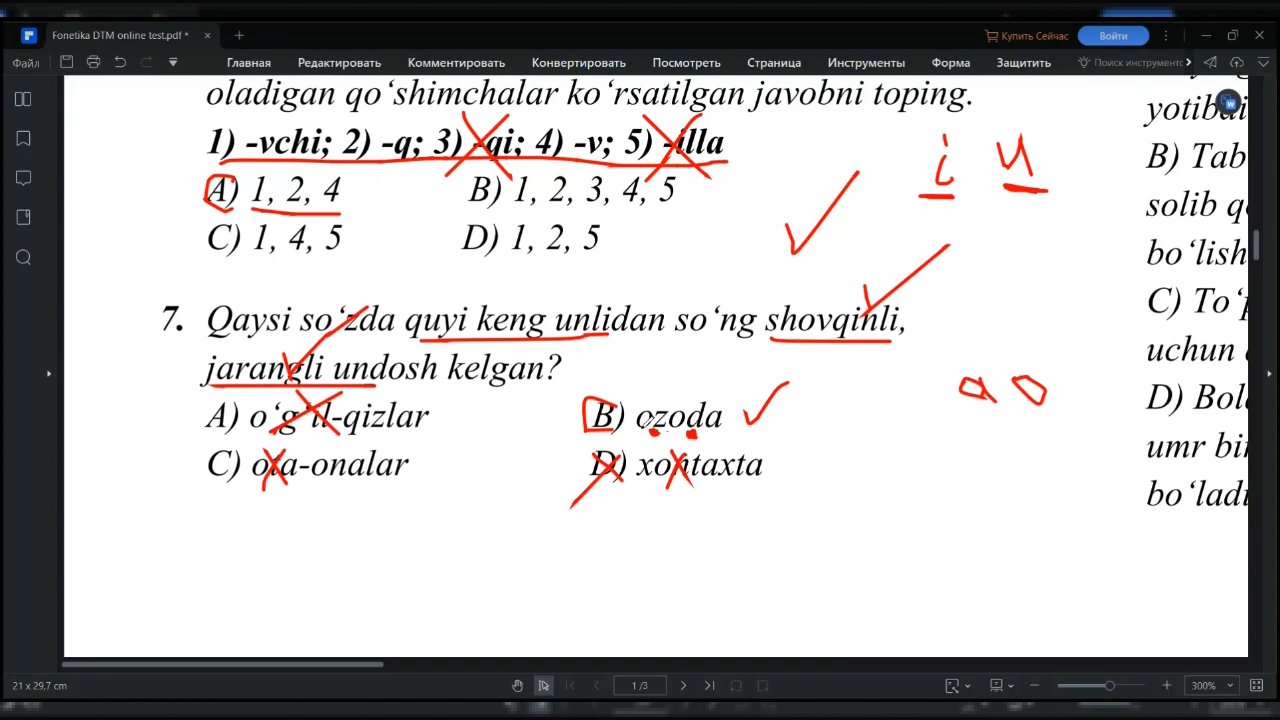 Fonetika DTM online test.pdf *
Купить Сейчас
Войти
Файл
Главная Редактировать Комментировать Конвертировать Посмотреть Страница Инструменты Форма Защитить Поиск инструментс
oladigan qo‘shimchalar ko‘rsatilgan javobni toping.
1) -vchi; 2) -q; 3) -qi; 4) -v; 5) -illa
A) 1, 2, 4 B) 1, 2, 3, 4, 5
C) 1, 4, 5 D) 1, 2, 5
i u
7. Qaysi so‘zda quyi keng unlidan so‘ng shovqinli,
jarangli undosh kelgan?
A) o‘g‘il-qizlar B) ozoda
C) ota-onalar D) xontaxta
a o
B) Tab
solib q
bo‘lish
C) To‘p
uchun
D) Bol
umr bir
bo‘ladi
21 x 29,7 cm
1/3
300%